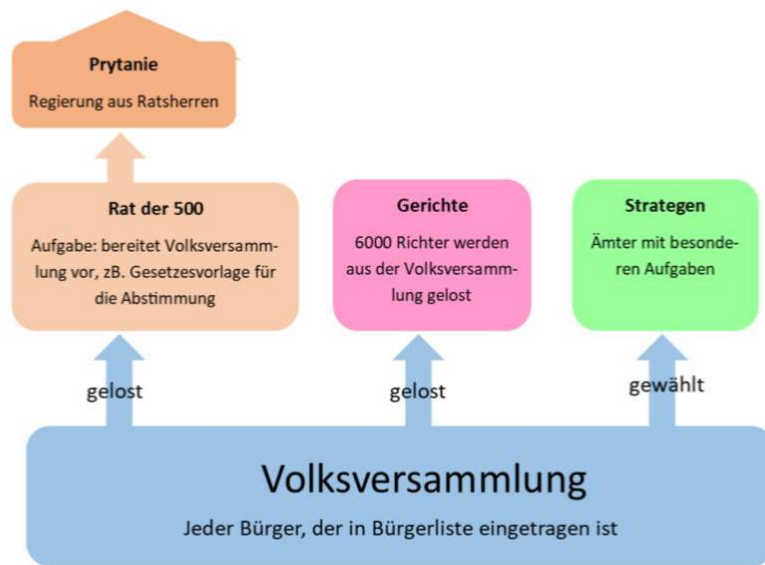 Prytanie
Regierung aus Ratsherren
Rat der 500
Aufgabe: bereitet Volksversamm-
lung vor, zB. Gesetzesvorlage für
die Abstimmung
Gerichte
6000 Richter werden
aus der Volksversamm-
lung gelost
Strategen
Ämter mit besonde-
ren Aufgaben
gelost
gelost
gewählt
Volksversammlung
Jeder Bürger, der in Bürgerliste eingetragen ist